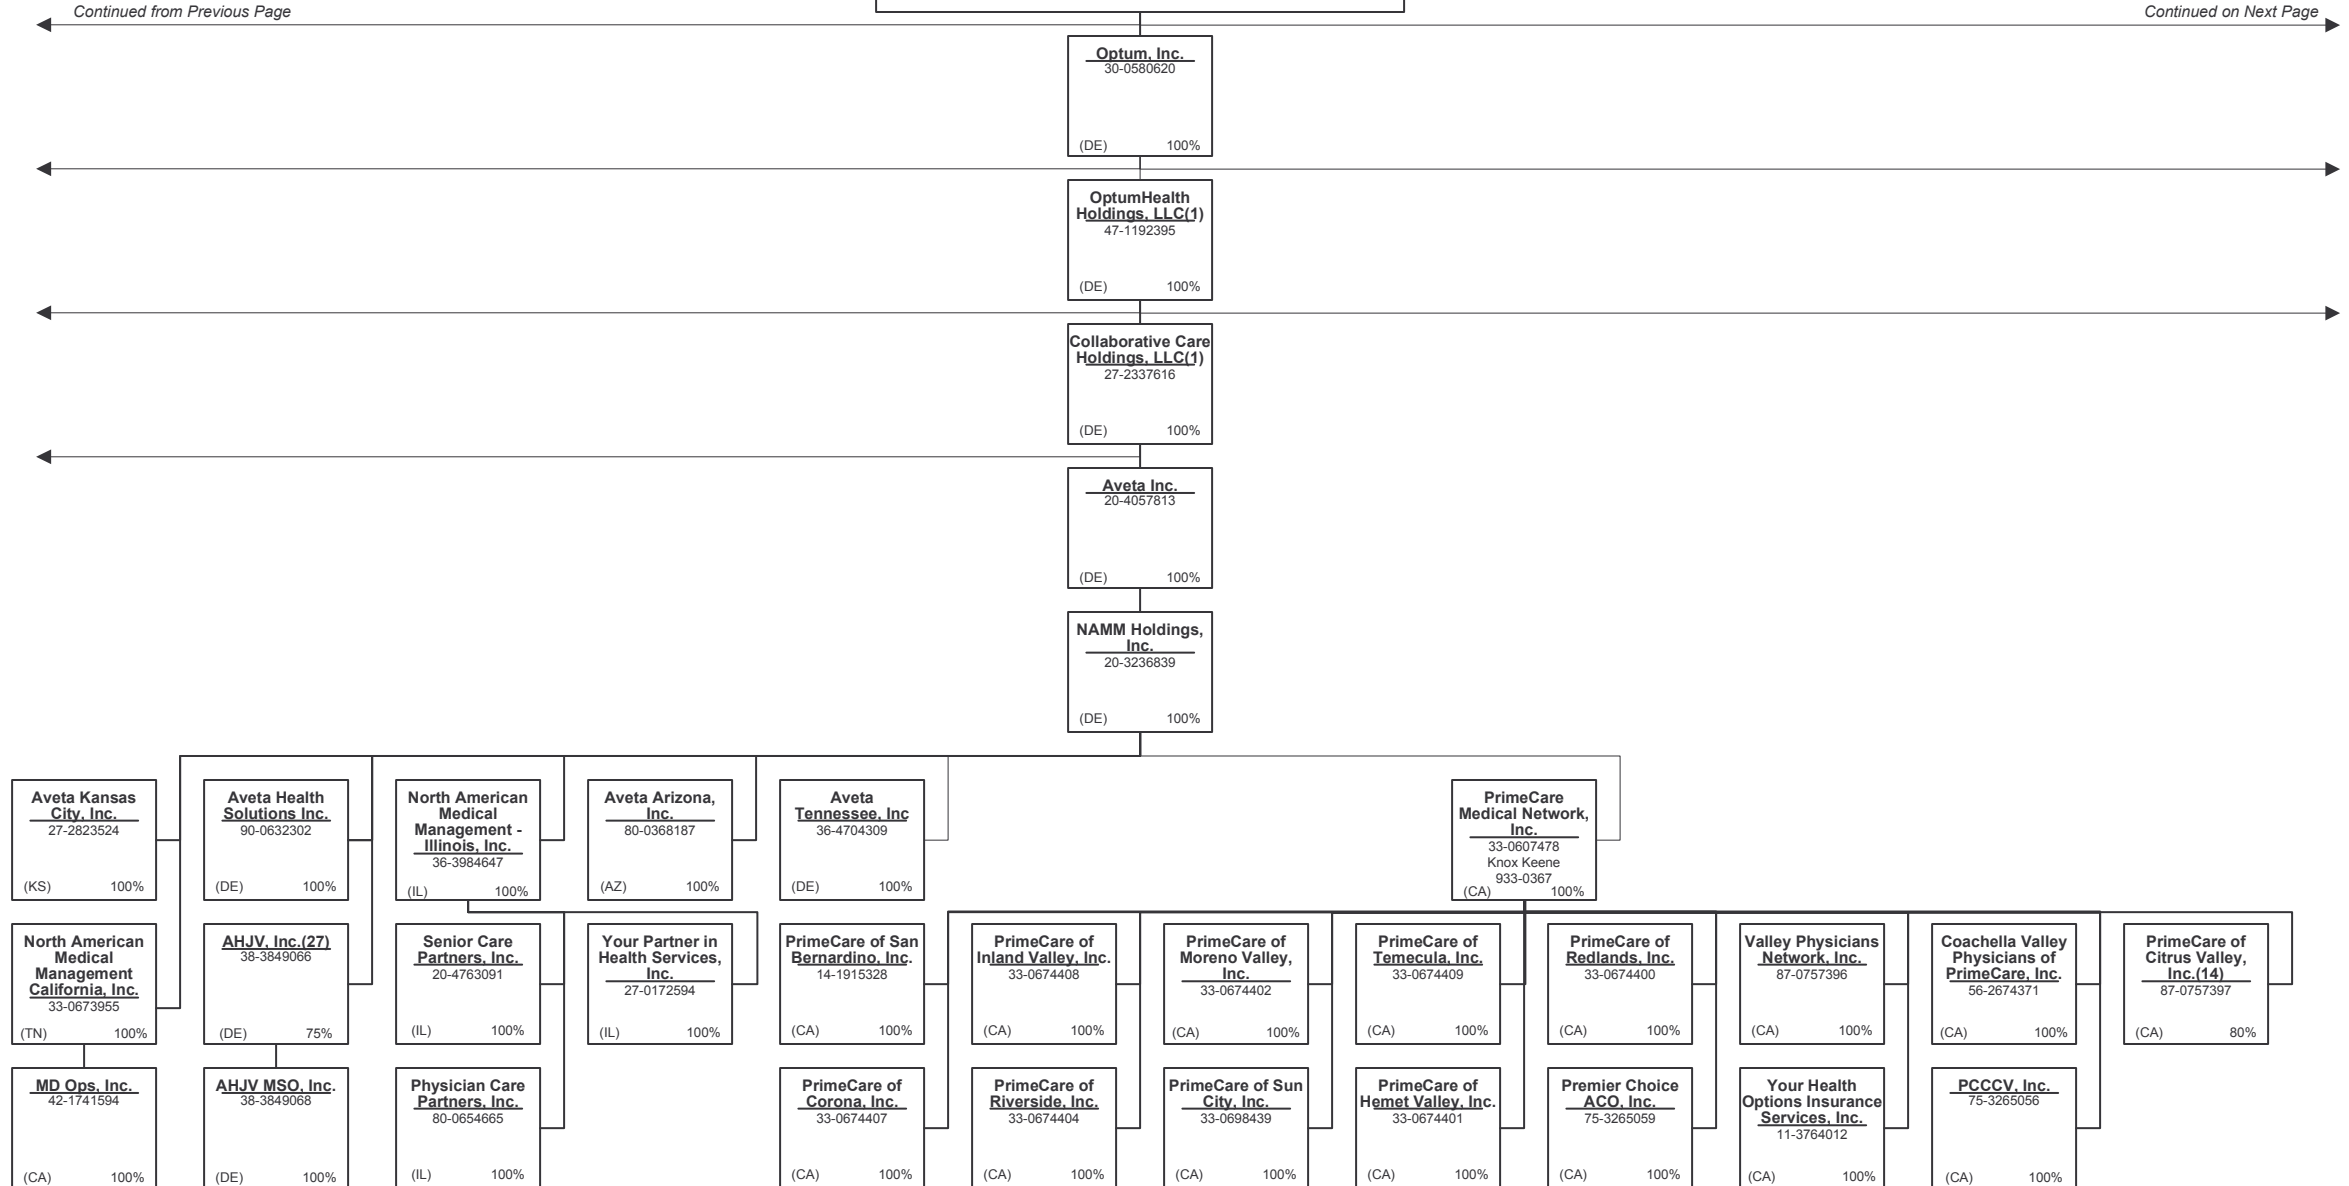 Continued from Previous Page
Continued on Next Page
Optum, Inc.
30-0580620
(DE) 100%
OptumHealth
Holdings, LLC(1)
47-1192395
(DE) 100%
Collaborative Care
Holdings, LLC(1)
27-2337616
(DE) 100%
Aveta Inc.
20-4057813
(DE) 100%
NAMM Holdings,
Inc.
20-3236839
(DE) 100%
Aveta Kansas
City, Inc.
27-2823524
(KS) 100%
Aveta Health
Solutions Inc.
90-0632302
(DE) 100%
North American
Medical
Management -
Illinois, Inc.
36-3984647
(IL) 100%
Aveta Arizona,
Inc.
80-0368187
(AZ) 100%
Aveta
Tennessee, Inc
36-4704309
(DE) 100%
PrimeCare
Medical Network,
Inc.
33-0607478
Knox Keene
933-0367
(CA) 100%
North American
Medical
Management
California, Inc.
33-0673955
(TN) 100%
AHJV, Inc.(27)
38-3849066
(DE) 75%
Senior Care
Partners, Inc.
20-4763091
(IL) 100%
Your Partner in
Health Services,
Inc.
27-0172594
(IL) 100%
PrimeCare of San
Bernardino, Inc.
14-1915328
(CA) 100%
PrimeCare of
Inland Valley, Inc.
33-0674408
(CA) 100%
PrimeCare of
Moreno Valley,
Inc.
33-0674402
(CA) 100%
PrimeCare of
Temecula, Inc.
33-0674409
(CA) 100%
PrimeCare of
Redlands, Inc.
33-0674400
(CA) 100%
Valley Physicians
Network, Inc.
87-0757396
(CA) 100%
Coachella Valley
Physicians of
PrimeCare, Inc.
56-2674371
(CA) 100%
PrimeCare of
Citrus Valley,
Inc.(14)
87-0757397
(CA) 80%
MD Ops, Inc.
42-1741594
(CA) 100%
AHJV MSO, Inc.
38-3849068
(DE) 100%
Physician Care
Partners, Inc.
80-0654665
(IL) 100%
PrimeCare of
Corona, Inc.
33-0674407
(CA) 100%
PrimeCare of
Riverside, Inc.
33-0674404
(CA) 100%
PrimeCare of Sun
City, Inc.
33-0698439
(CA) 100%
PrimeCare of
Hemet Valley, Inc.
33-0674401
(CA) 100%
Premier Choice
ACO, Inc.
75-3265059
(CA) 100%
Your Health
Options Insurance
Services, Inc.
11-3764012
(CA) 100%
PCCCV, Inc.
75-3265056
(CA) 100%